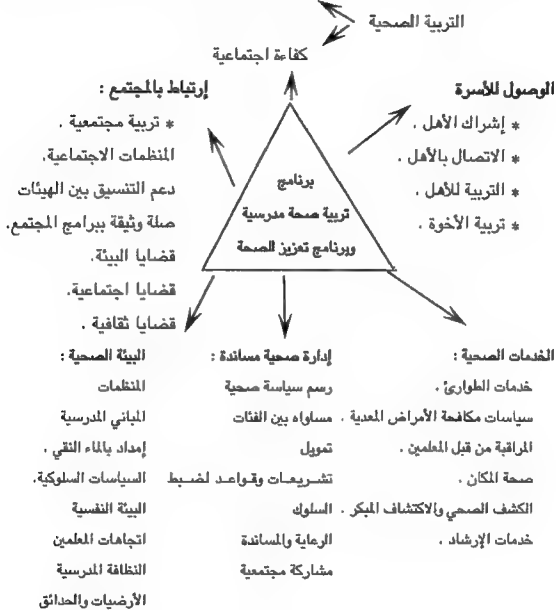 التربية الصحية
كفاءة اجتماعية
الوصول للأسرة
* إشراك الأهل .
* الاتصال بالأهل .
* التربية للأهل .
* تربية الأخوة .
إرتباط بالمجتمع :
* تربية مجتمعية .
المنظمات الاجتماعية.
دعم التنسيق بين الهيئات
صلة وثيقة ببرامج المجتمع.
قضايا البيئة.
قضايا اجتماعية.
قضايا ثقافية .
برنامج
تربية صحة مدرسية
وبرنامج تعزيز الصحة
الخدمات الصحية :
خدمات الطوارئ .
سياسات مكافحة الأمراض المعدية .
المراقبة من قبل المعلمين .
صحة المكان .
الكشف الصحي والاكتشاف المبكر .
خدمات الإرشاد .
إدارة صحية مساندة :
رسم سياسة صحية
مساواه بين الفئات
تمويل
تشريعات وقواعد لضبط
السلوك
الرعاية والمساندة
مشاركة مجتمعية
البيئة الصحية :
المنظمات
المباني المدرسية
إمداد بالماء النقي .
السياسات السلوكية.
البيئة النفسية
اتجاهات المعلمين
النظافة المدرسية
الأرضيات والحدائق